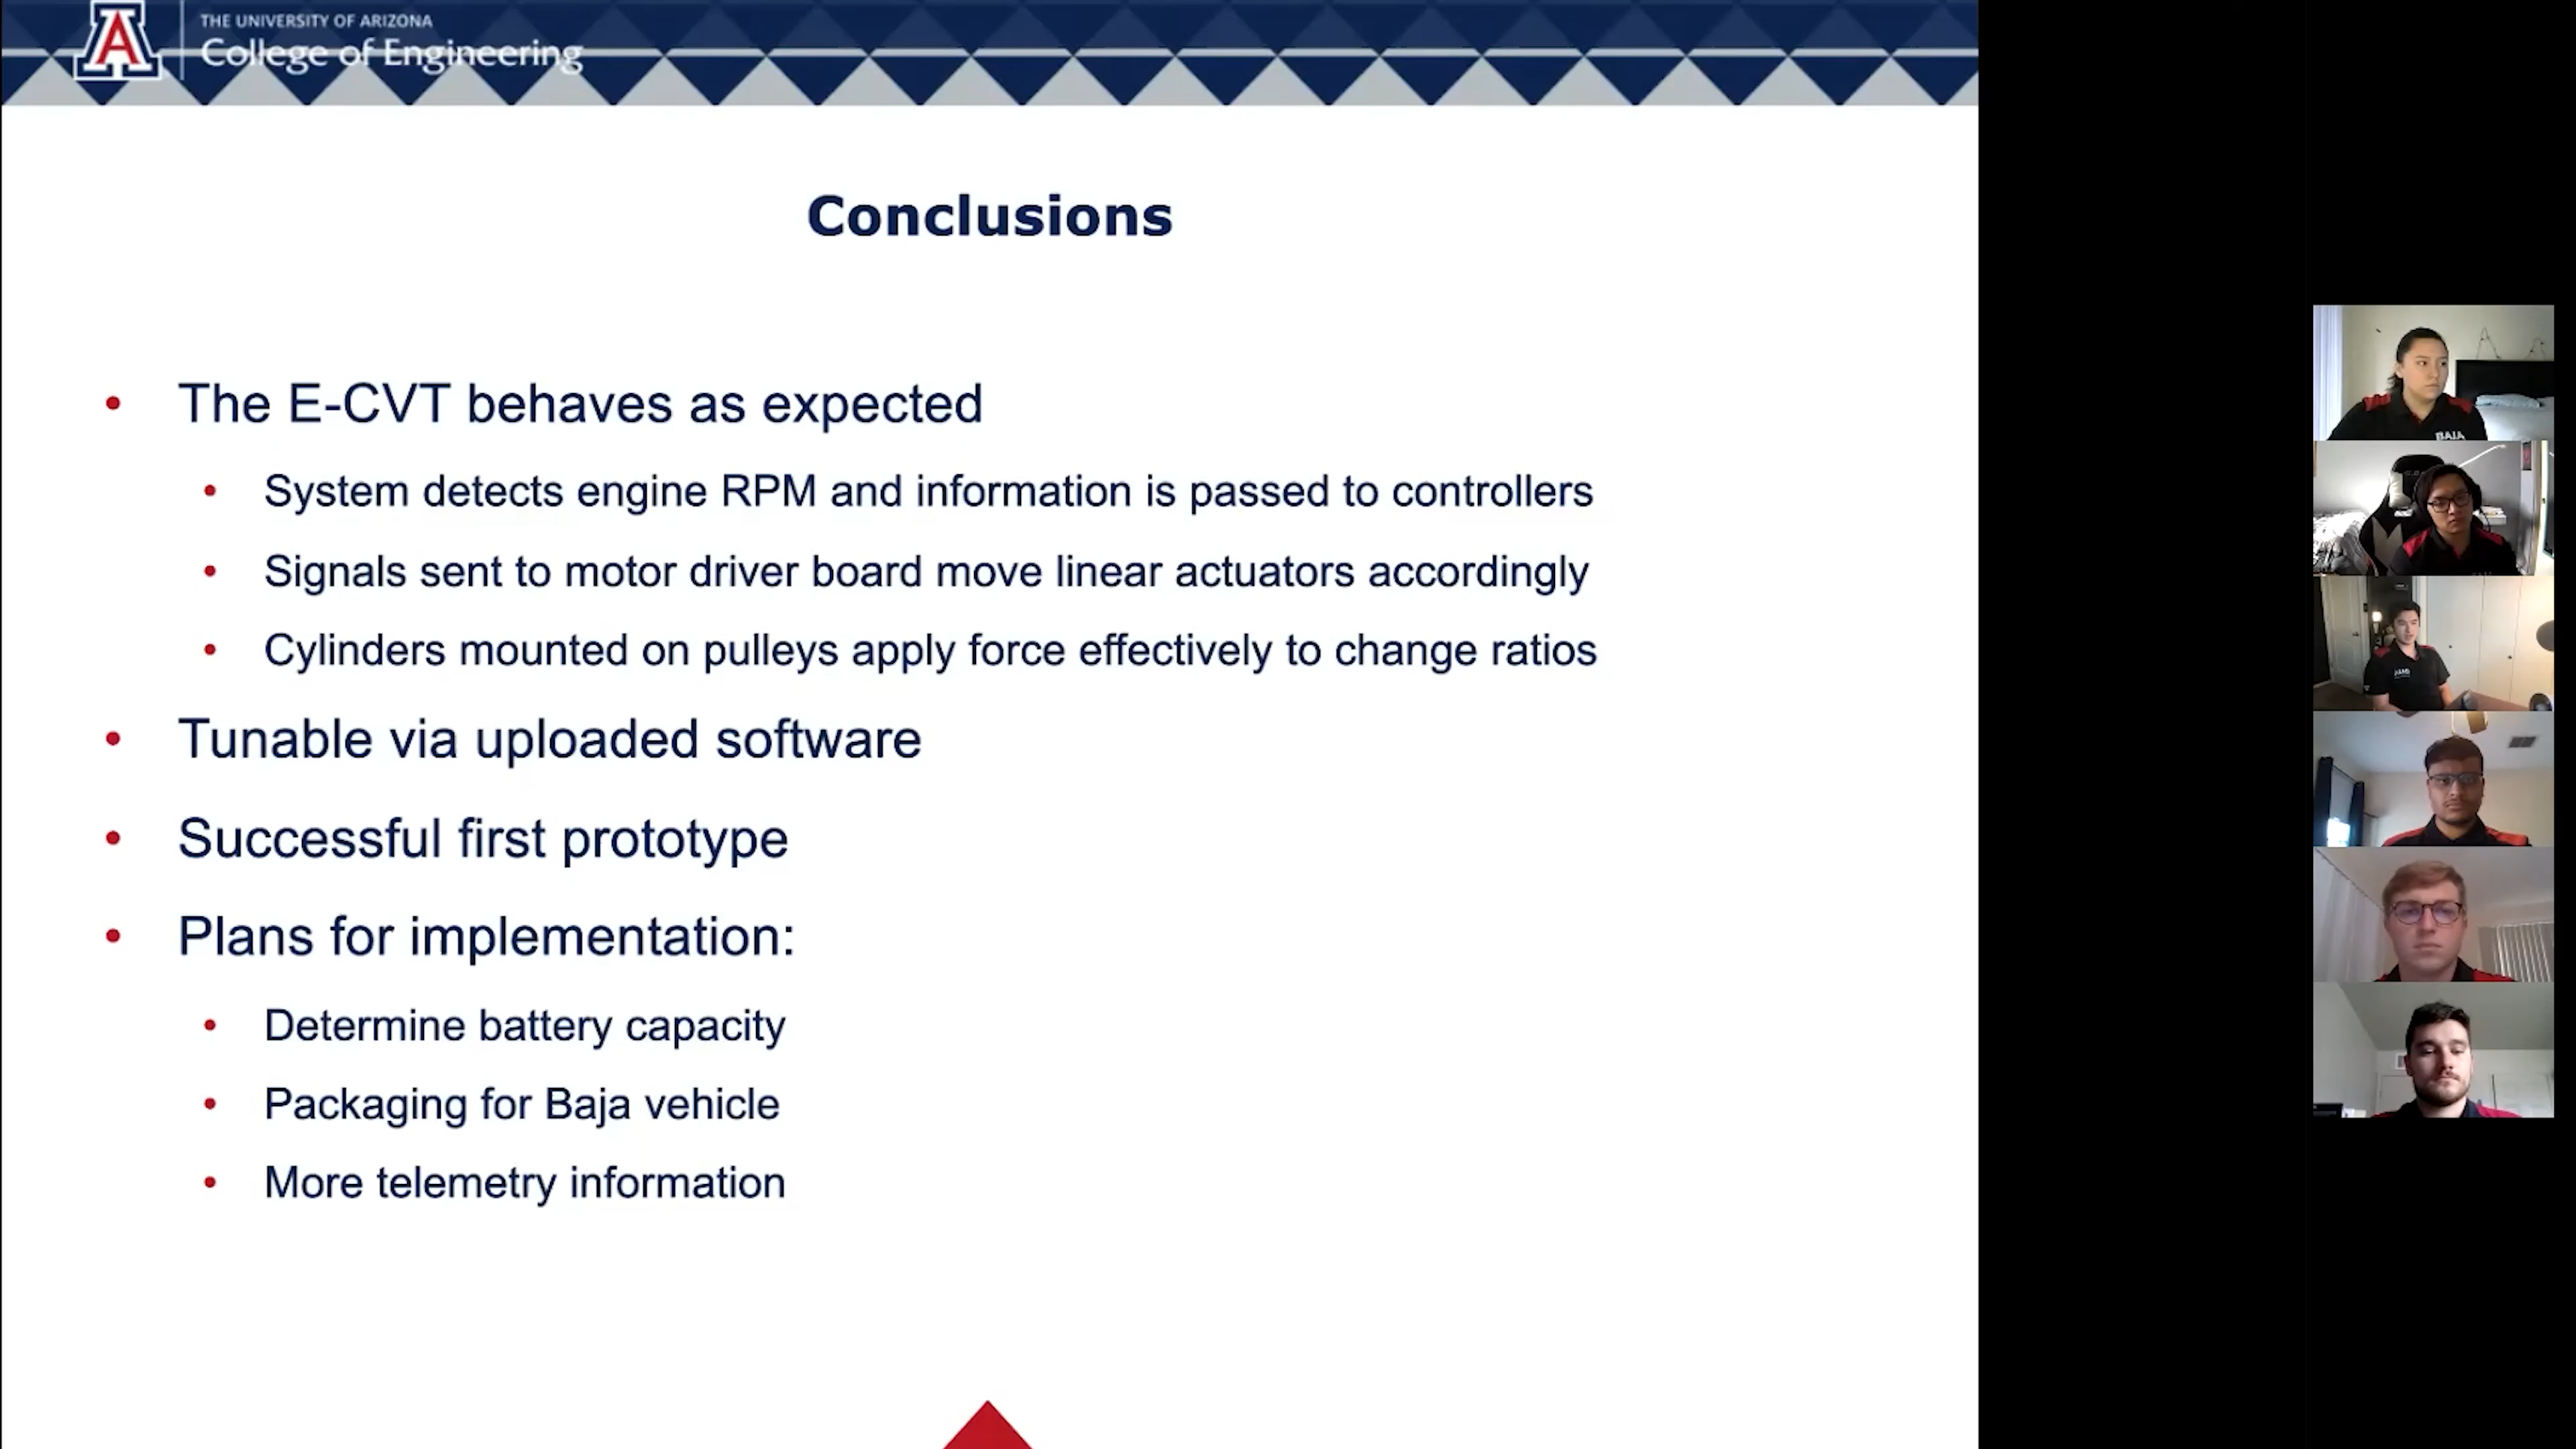 THE UNIVERSITY OF ARIZONA
College of Engineering
Conclusions
• The E-CVT behaves as expected
• System detects engine RPM and information is passed to controllers
• Signals sent to motor driver board move linear actuators accordingly
• Cylinders mounted on pulleys apply force effectively to change ratios
• Tunable via uploaded software
• Successful first prototype
• Plans for implementation:
• Determine battery capacity
• Packaging for Baja vehicle
• More telemetry information
A
BAJA